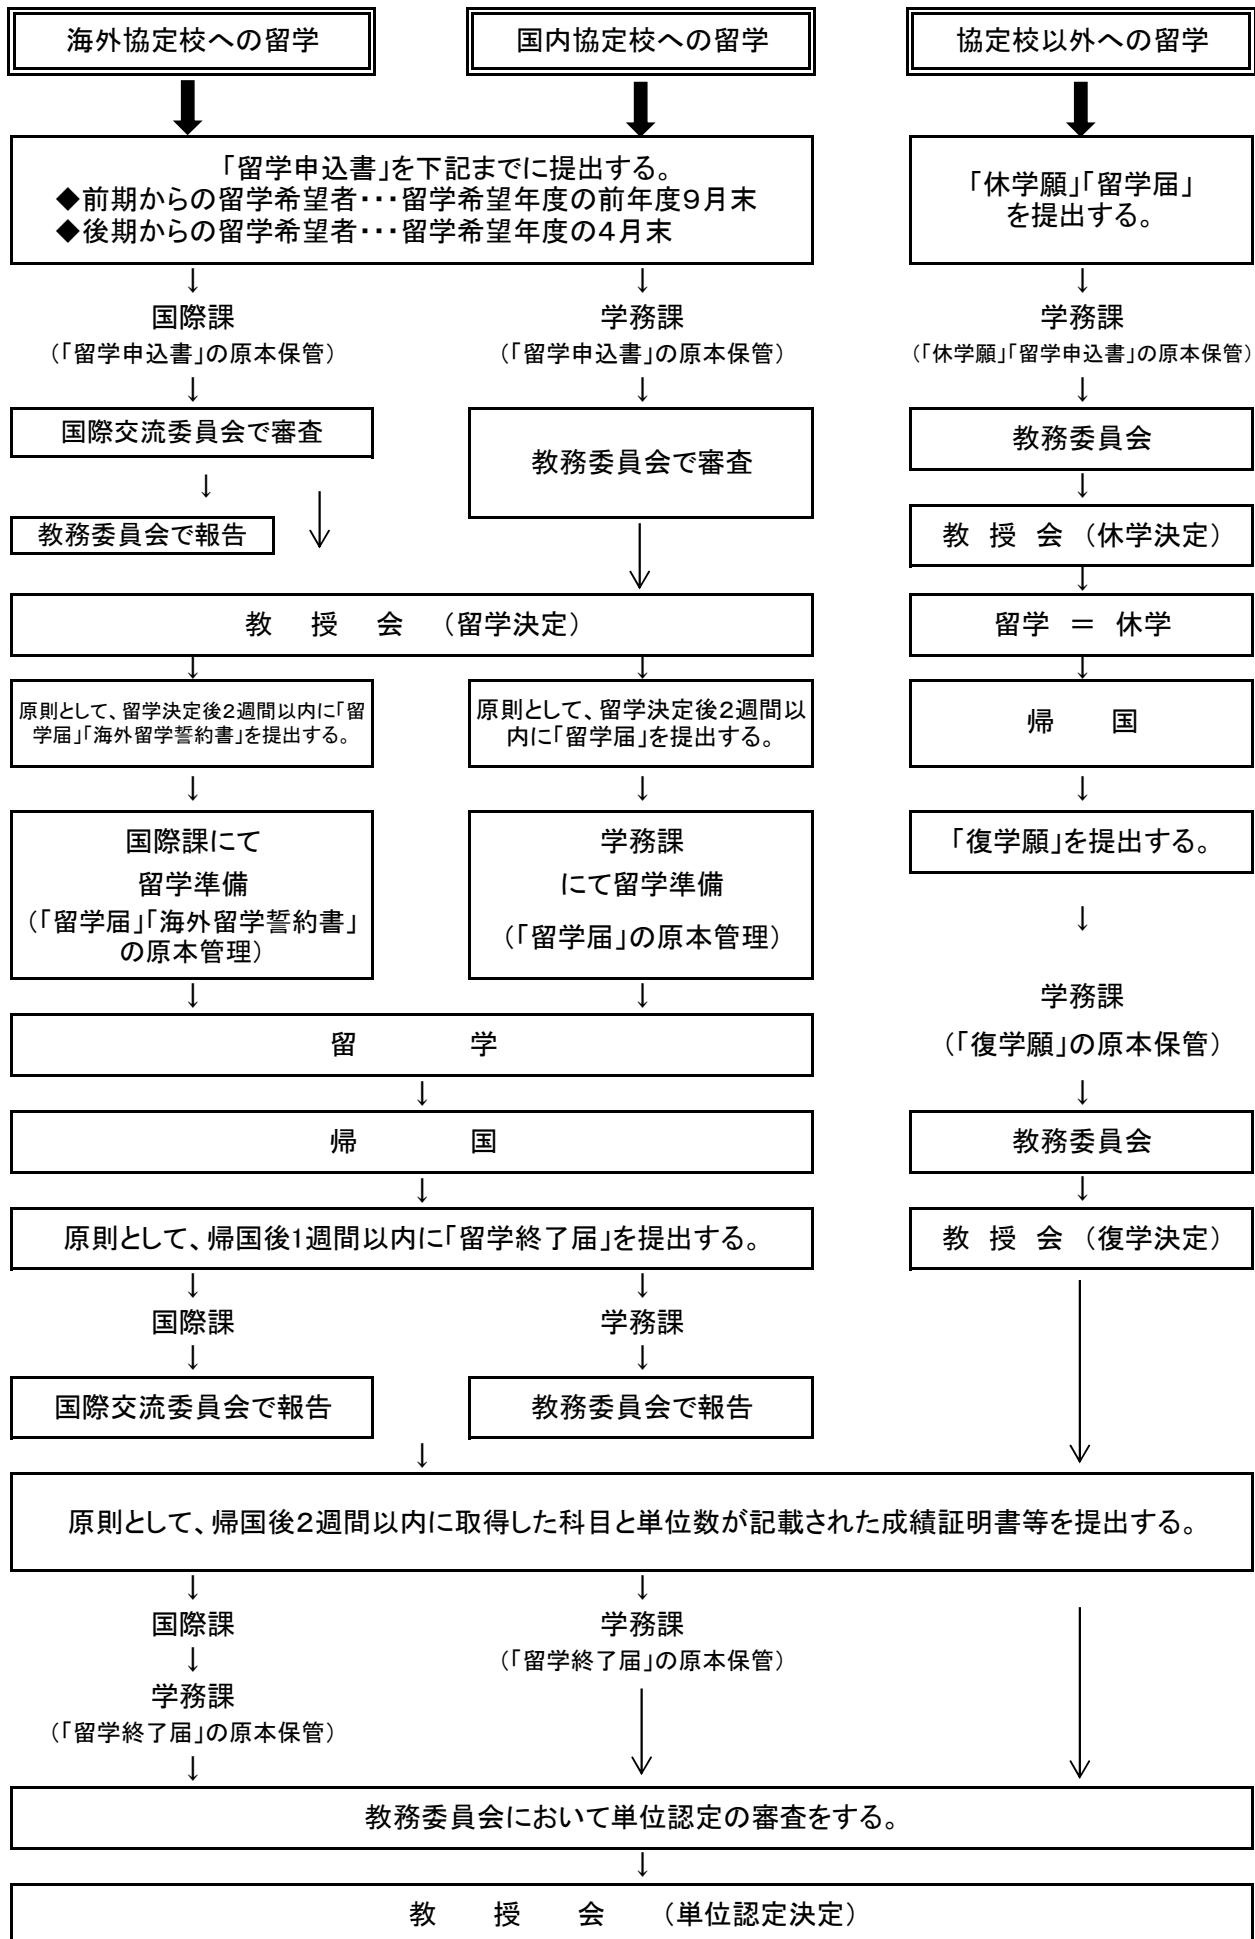 海外協定校への留学
国内協定校への留学
協定校以外への留学
「留学申込書」を下記までに提出する。
◆前期からの留学希望者・・・留学希望年度の前年度9月末
◆後期からの留学希望者・・・留学希望年度の4月末
「休学願」「留学届」
を提出する。
↓
↓
↓
国際課
学務課
学務課
（「留学申込書」の原本保管）
（「留学申込書」の原本保管）
（「休学願」「留学申込書」の原本保管）
↓
↓
↓
国際交流委員会で審査
教務委員会で審査
教務委員会
↓
↓
教務委員会で報告
教 授 会 （休学決定）
↓
教 授 会 （留学決定）
留学 ＝ 休学
↓
↓
↓
原則として、留学決定後2週間以内に「留
学届」「海外留学誓約書」を提出する。
原則として、留学決定後2週間以
内に「留学届」を提出する。
帰 国
↓
↓
↓
国際課にて
留学準備
（「留学届」「海外留学誓約書」
の原本管理）
学務課
にて留学準備
（「留学届」の原本管理）
「復学願」を提出する。
↓
↓
↓
学務課
（「復学願」の原本保管）
留 学
↓
↓
帰 国
教務委員会
↓
↓
原則として、帰国後1週間以内に「留学終了届」を提出する。
教 授 会 （復学決定）
↓
↓
国際課
学務課
↓
↓
国際交流委員会で報告
教務委員会で報告
↓
原則として、帰国後2週間以内に取得した科目と単位数が記載された成績証明書等を提出する。
↓
↓
国際課
学務課
↓
（「留学終了届」の原本保管）
学務課
（「留学終了届」の原本保管）
↓
教務委員会において単位認定の審査をする。
↓
教 授 会 （単位認定決定）